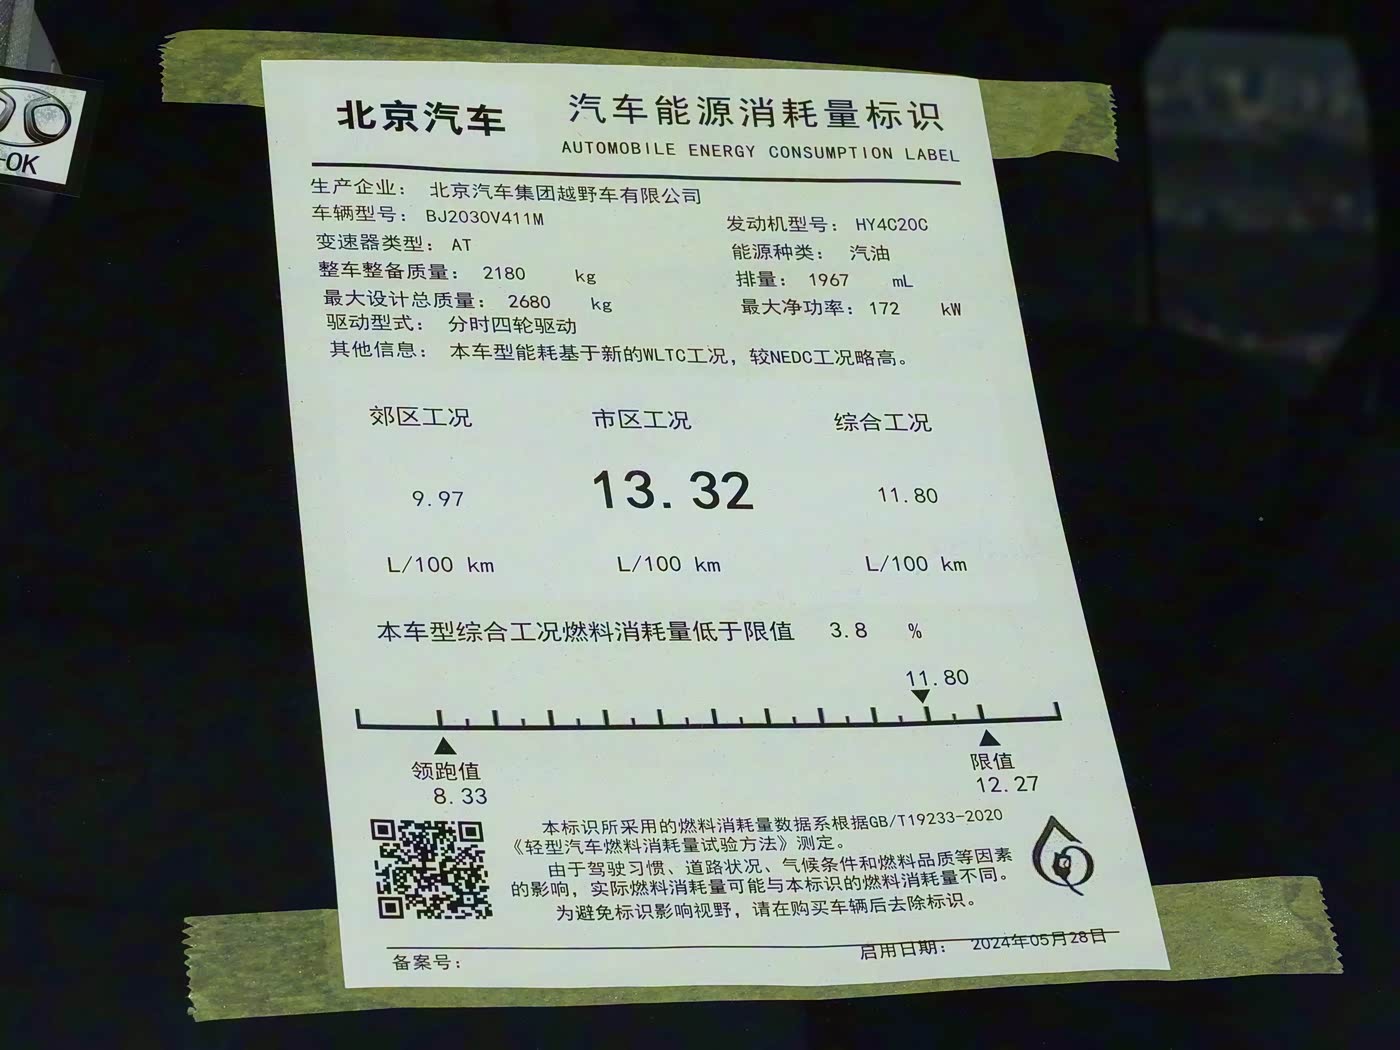 北京汽车
汽车能源消耗量标识
AUTOMOBILE ENERGY CONSUMPTION LABEL
-OK
生产企业： 北京汽车集团越野车有限公司
车辆型号： BJ2030V411M 发动机型号： HY4C20C
变速器类型： AT 能源种类： 汽油
整车整备质量： 2180 kg 排量： 1967 mL
最大设计总质量： 2680 kg 最大净功率： 172 kW
驱动型式： 分时四轮驱动
其他信息： 本车型能耗基于新的WLTC工况，较NEDC工况略高。
郊区工况 市区工况 综合工况
9.97 13.32 11.80
L/100 km L/100 km L/100 km
本车型综合工况燃料消耗量低于限值 3.8 %
11.80
领跑值 限值
8.33 12.27
本标识所采用的燃料消耗量数据系根据GB/T19233-2020
《轻型汽车燃料消耗量试验方法》测定。
由于驾驶习惯、道路状况、气候条件和燃料品质等因素
的影响，实际燃料消耗量可能与本标识的燃料消耗量不同。
为避免标识影响视野，请在购买车辆后去除标识。
备案号： 启用日期： 2024年05月28日